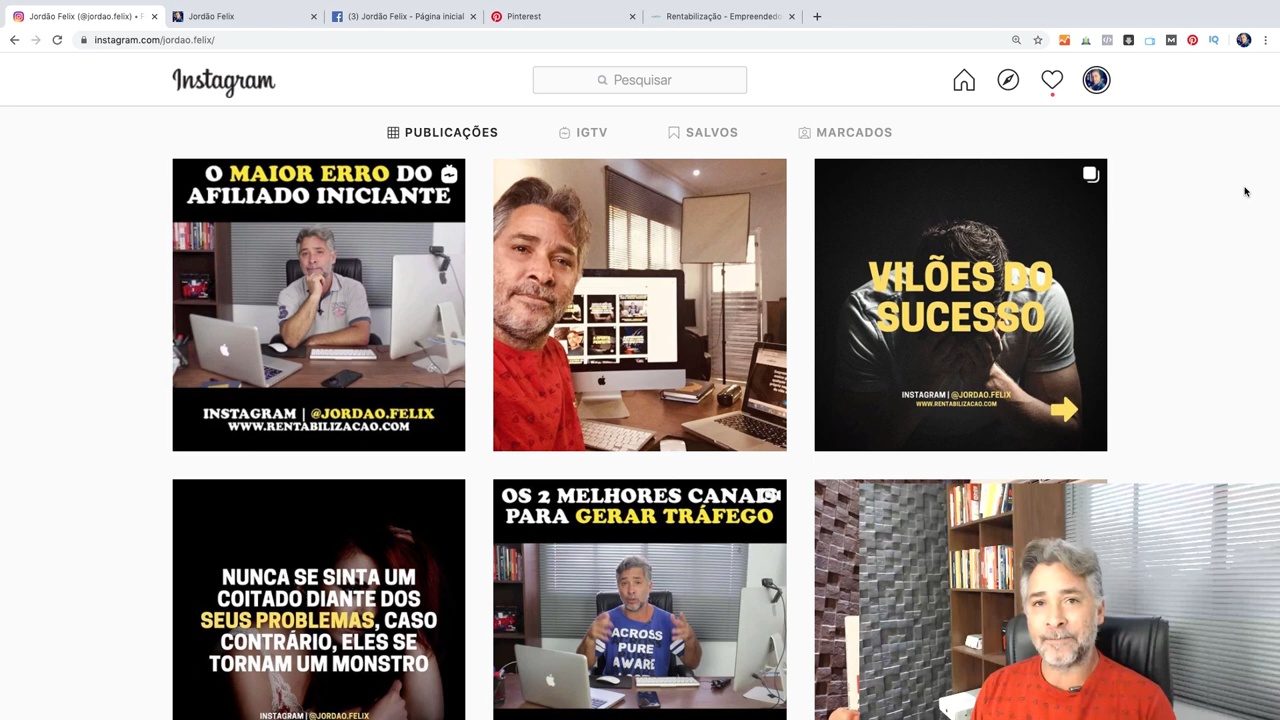 Jordão Felix (@jordao.felix) • F
Jordão Felix
(3) Jordão Felix - Página inicial
Pinterest
Rentabilização - Empreendedo
instagram.com/jordao.felix/
Instagram
Pesquisar
PUBLICAÇÕES
IGTV
SALVOS
MARCADOS
O MAIOR ERRO DO
AFILIADO INICIANTE
INSTAGRAM | @JORDAO.FELIX
WWW.RENTABILIZACAO.COM
VILÕES DO
SUCESSO
INSTAGRAM | @JORDAO.FELIX
WWW.RENTABILIZACAO.COM
NUNCA SE SINTA UM
COITADO DIANTE DOS
SEUS PROBLEMAS, CASO
CONTRÁRIO, ELES SE
TORNAM UM MONSTRO
INSTAGRAM | @JORDAO.FELIX
OS 2 MELHORES CANAIS
PARA GERAR TRÁFEGO
ACROSS
PURE
AWARE